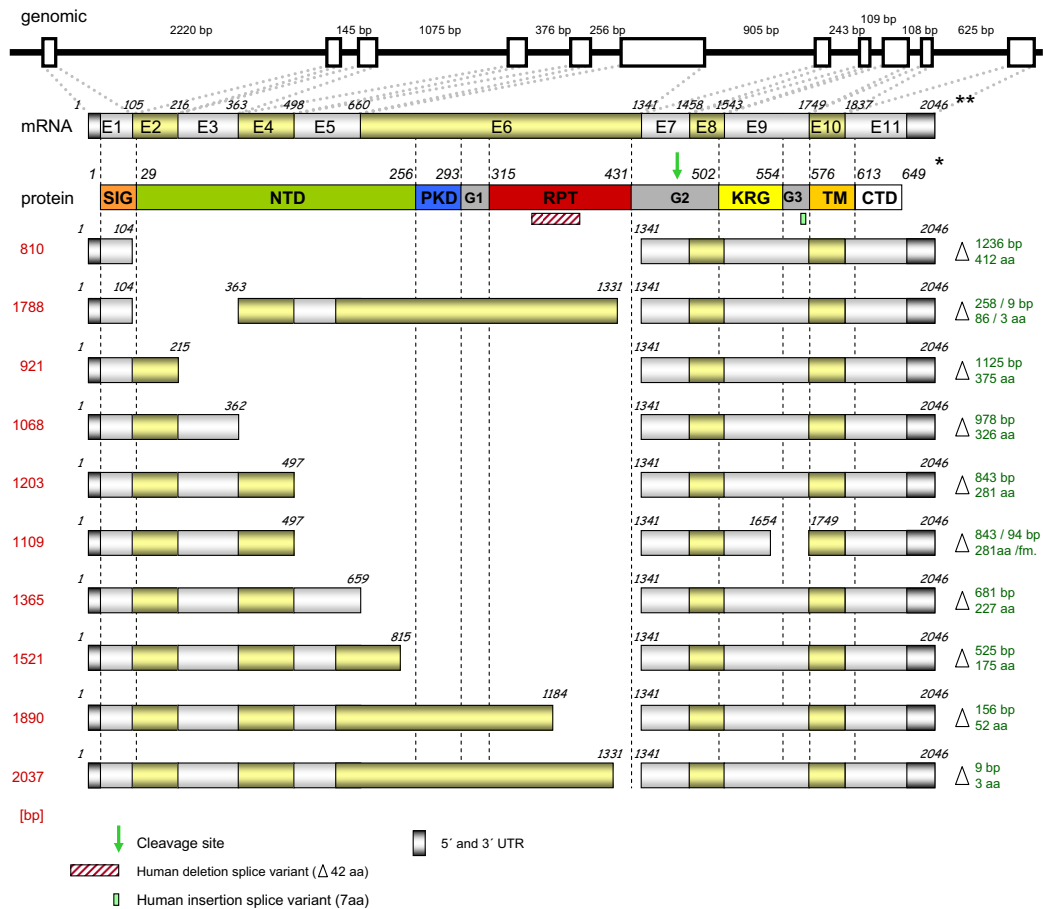 genomic
2220 bp 145 bp 1075 bp 376 bp 256 bp 905 bp 243 bp 109 bp 108 bp 625 bp
1 105 216 363 498 660 1341 1458 1543 1749 1837 2046 **
mRNA E1 E2 E3 E4 E5 E6 E7 E8 E9 E10 E11
1 29 256 293 315 431 502 554 576 613 649 *
protein SIG NTD PKD G1 RPT G2 KRG G3 TM CTD
1 104 1341 2046
810 △ 1236 bp
412 aa
1 104 363 1331 1341 2046
1788 △ 258 / 9 bp
86 / 3 aa
1 215 1341 2046
921 △ 1125 bp
375 aa
1 362 1341 2046
1068 △ 978 bp
326 aa
1 497 1341 2046
1203 △ 843 bp
281 aa
1 497 1341 1654 1749 2046
1109 △ 843 / 94 bp
281aa /fm.
1 659 1341 2046
1365 △ 681 bp
227 aa
1 815 1341 2046
1521 △ 525 bp
175 aa
1 1184 1341 2046
1890 △ 156 bp
52 aa
1 1331 1341 2046
2037 △ 9 bp
3 aa
[bp]
Cleavage site
5´ and 3´ UTR
Human deletion splice variant (△ 42 aa)
Human insertion splice variant (7aa)